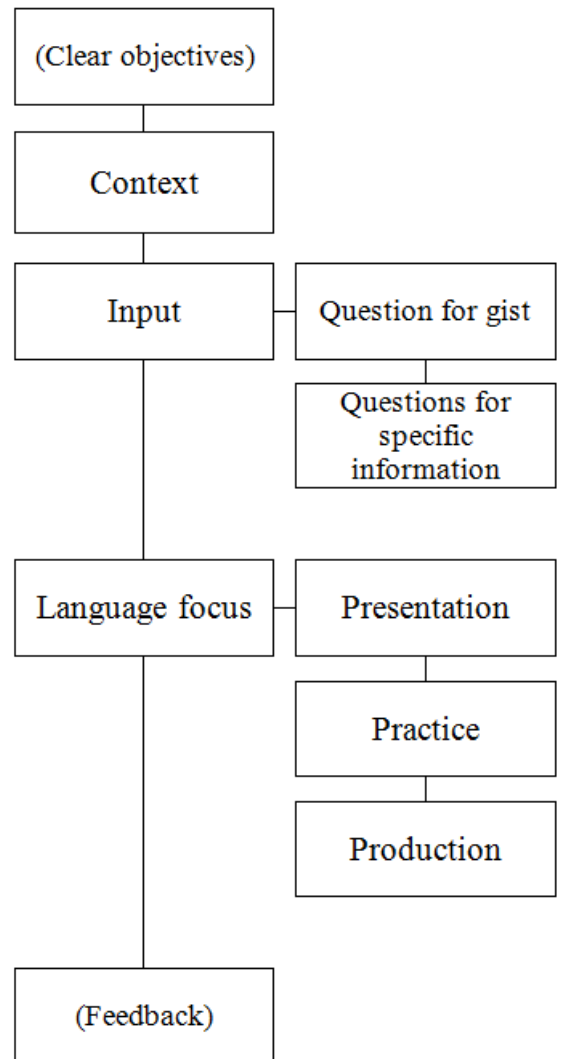 (Clear objectives)
Context
Input
Question for gist
Questions for
specific
information
Language focus
Presentation
Practice
Production
(Feedback)